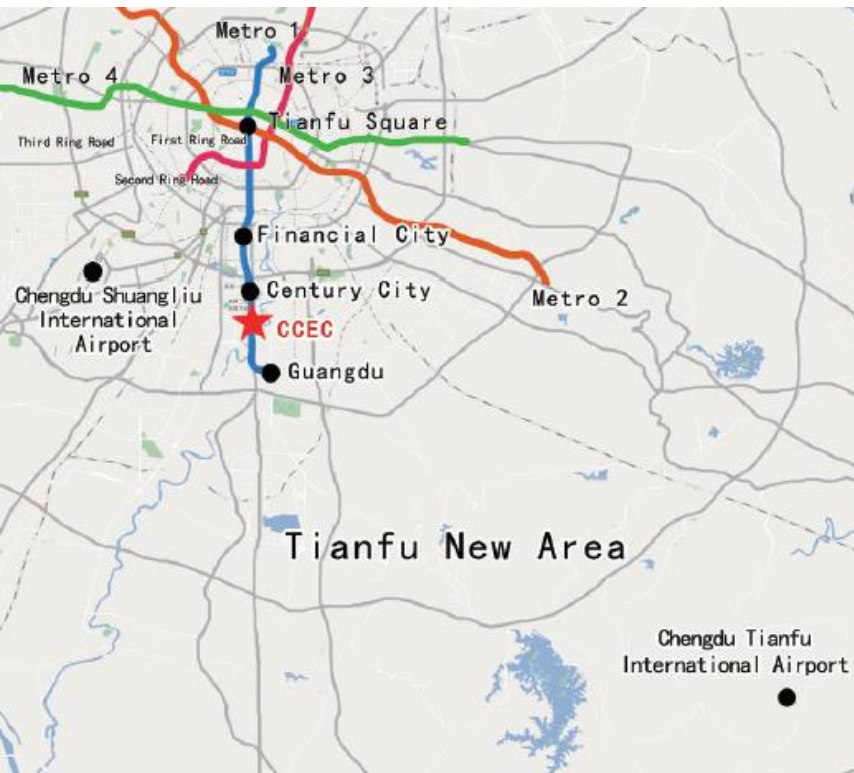 Metro 1
Metro 4
Metro 3
Tianfu Square
Third Ring Road
First Ring Road
Second Ring Road
Financial City
Chengdu Shuangliu
International
Airport
Century City
Metro 2
CCEC
Guangdu
Tianfu New Area
Chengdu Tianfu
International Airport